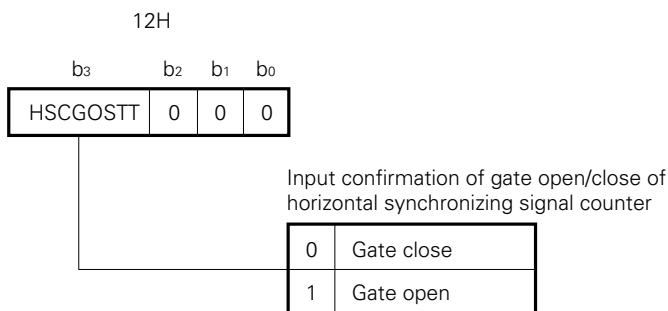 12H
b3 b2 b1 b0
HSCGOSTT 0 0 0
Input confirmation of gate open/close of
horizontal synchronizing signal counter
0 Gate close
1 Gate open